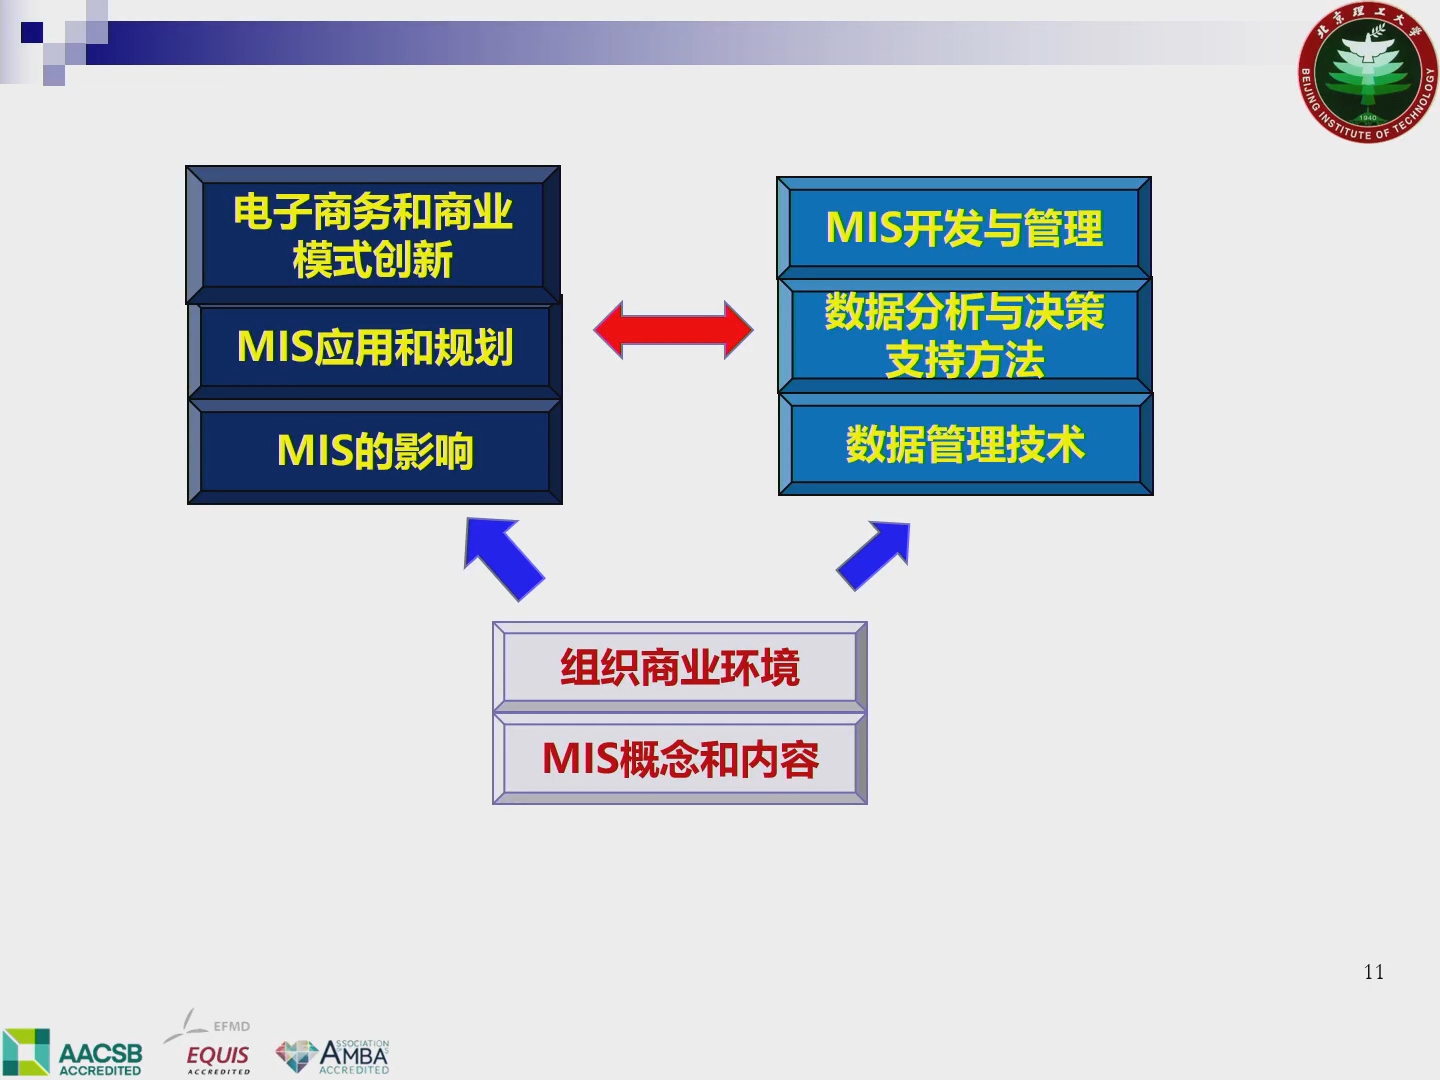 北京理工大学
BEIJING INSTITUTE OF TECHNOLOGY
1940
电子商务和商业
模式创新
MIS应用和规划
MIS的影响
MIS开发与管理
数据分析与决策
支持方法
数据管理技术
组织商业环境
MIS概念和内容
11
AACSB
ACCREDITED
EFMD
EQUIS
ACCREDITED
ASSOCIATION
AMBA
ACCREDITED